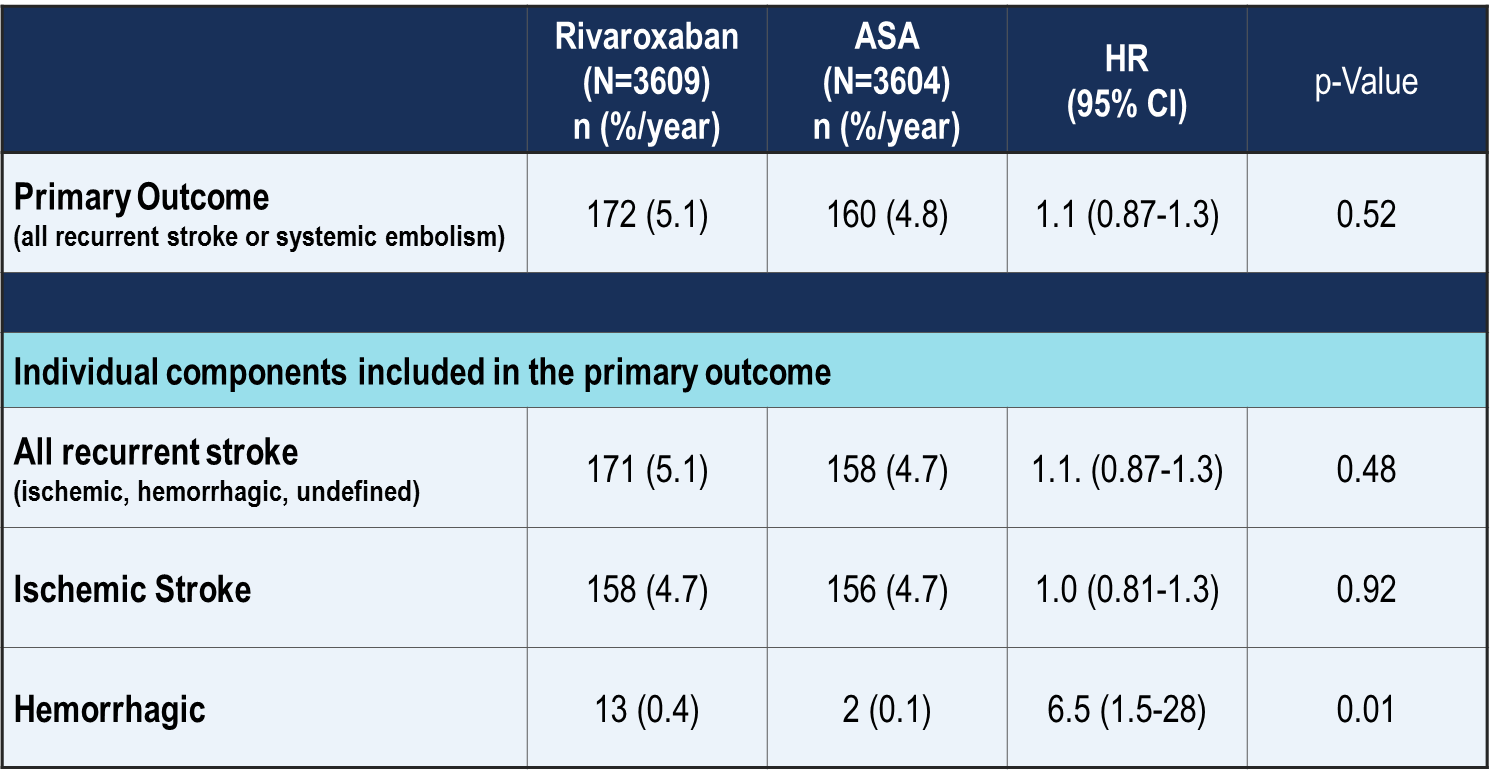 Rivaroxaban
(N=3609)
n (%/year)
ASA
(N=3604)
n (%/year)
HR
(95% CI)
p-Value
Primary Outcome
(all recurrent stroke or systemic embolism)
172 (5.1)
160 (4.8)
1.1 (0.87-1.3)
0.52
Individual components included in the primary outcome
All recurrent stroke
(ischemic, hemorrhagic, undefined)
171 (5.1)
158 (4.7)
1.1. (0.87-1.3)
0.48
Ischemic Stroke
158 (4.7)
156 (4.7)
1.0 (0.81-1.3)
0.92
Hemorrhagic
13 (0.4)
2 (0.1)
6.5 (1.5-28)
0.01